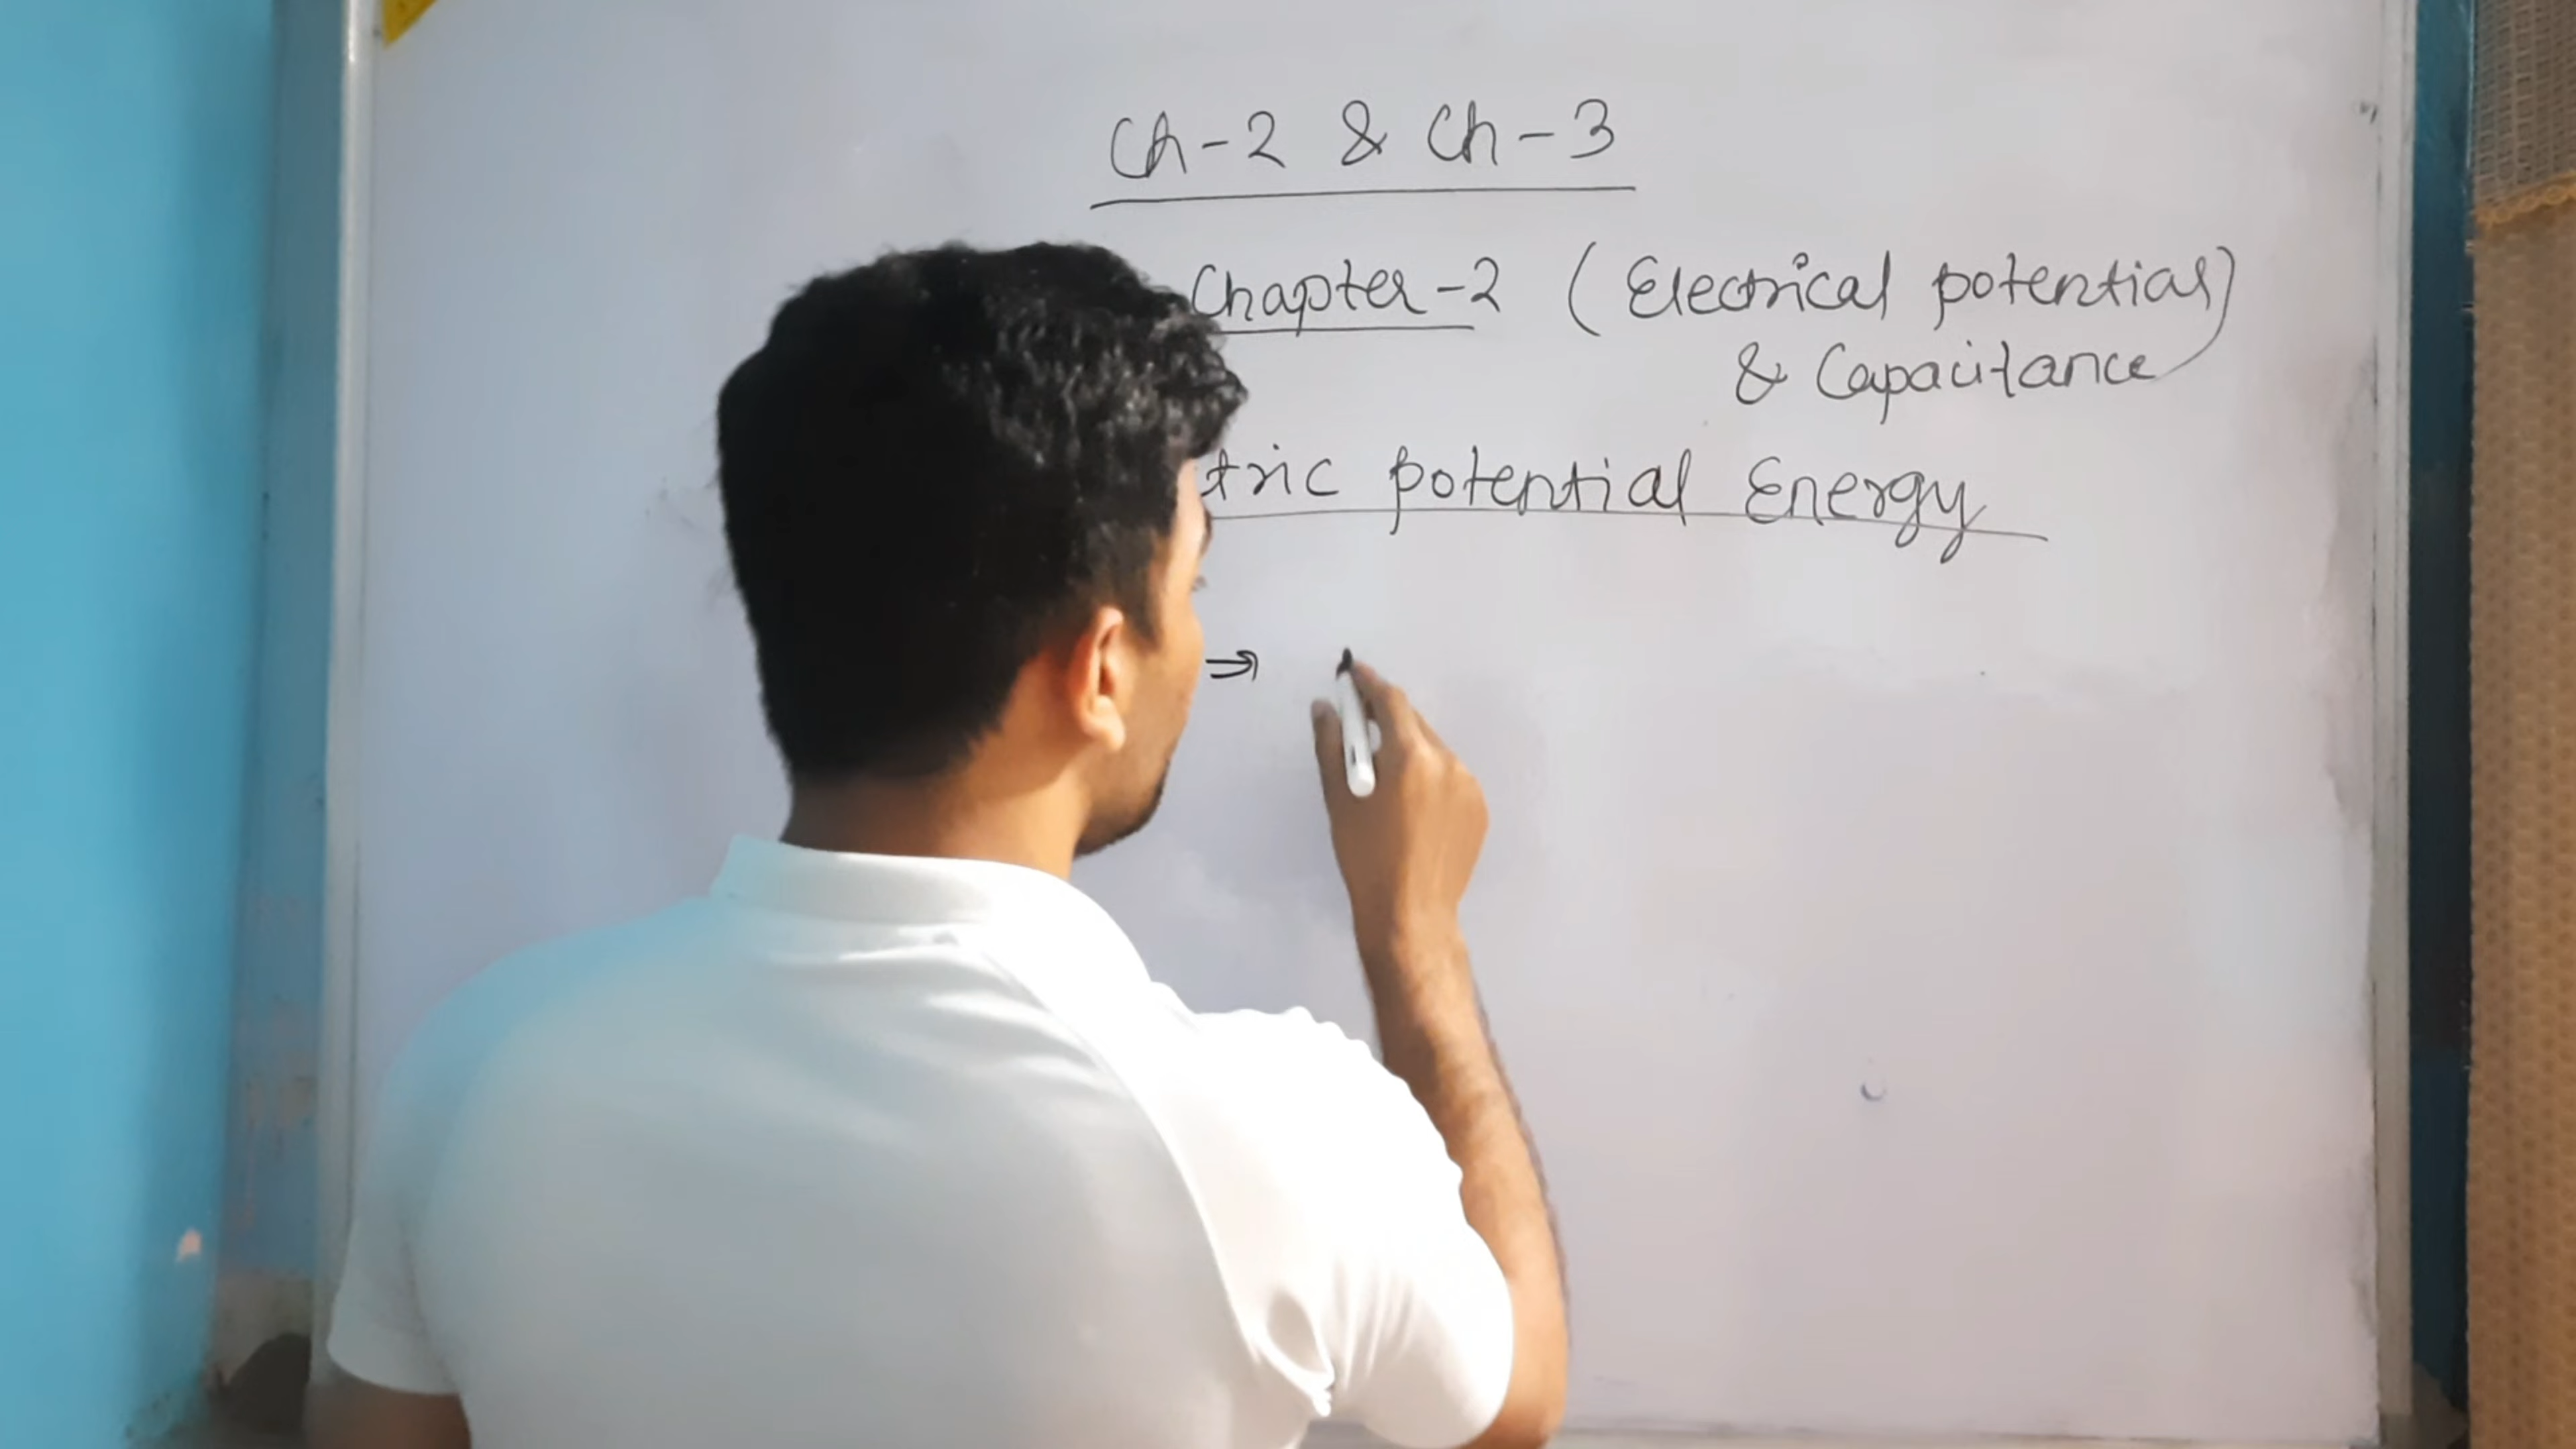 Ch-2 & Ch-3
Chapter-2 (Electrical potential
& Capacitance)
tric potential Energy
⇒